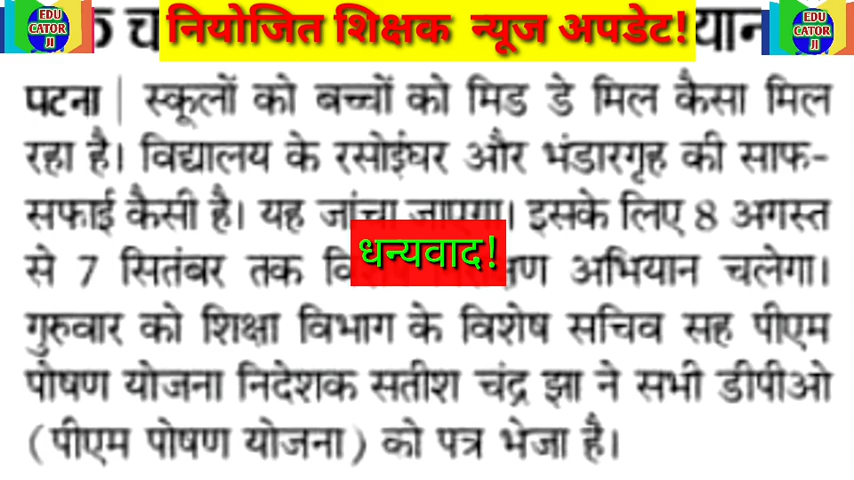 EDU
CATOR
JI
नियोजित शिक्षक न्यूज अपडेट!
EDU
CATOR
JI
पटना | स्कूलों को बच्चों को मिड डे मिल कैसा मिल
रहा है। विद्यालय के रसोईघर और भंडारगृह की साफ-
सफाई कैसी है। यह जांचा जाएगा। इसके लिए 8 अगस्त
से 7 सितंबर तक अभियान चलेगा।
धन्यवाद!
गुरुवार को शिक्षा विभाग के विशेष सचिव सह पीएम
पोषण योजना निदेशक सतीश चंद्र झा ने सभी डीपीओ
(पीएम पोषण योजना) को पत्र भेजा है।